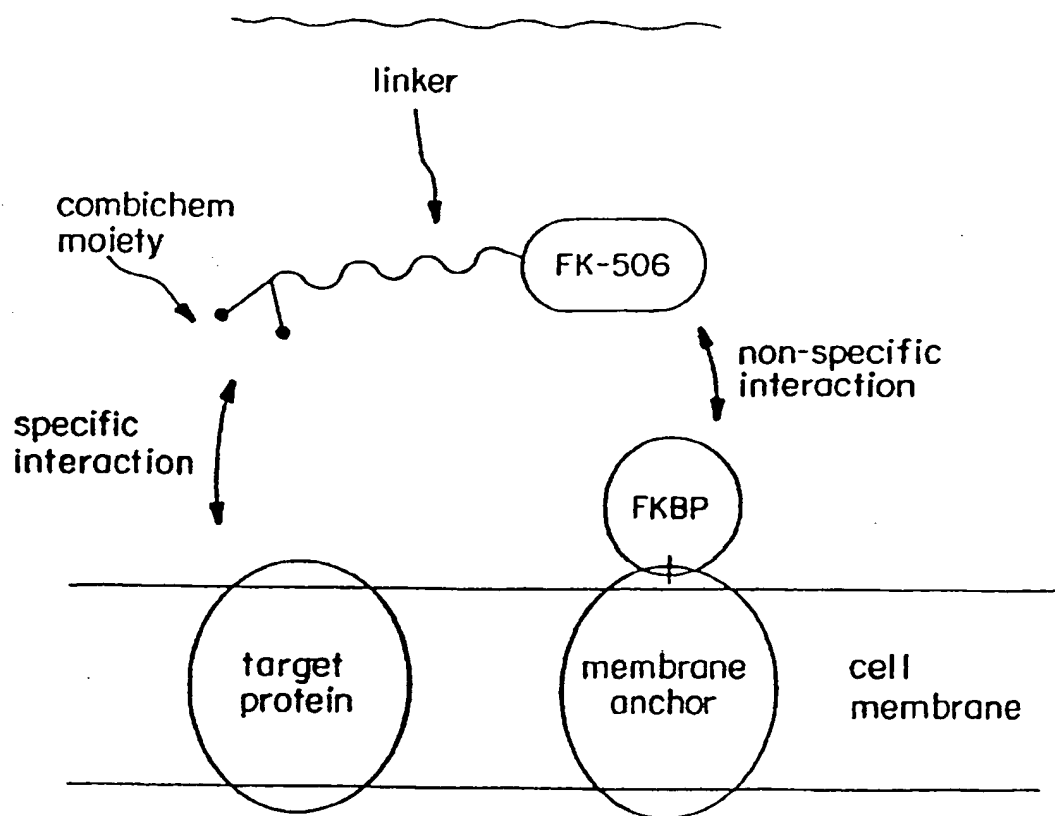 linker
combichem
moiety
FK-506
non-specific
interaction
specific
interaction
FKBP
target
protein
membrane
anchor
cell
membrane